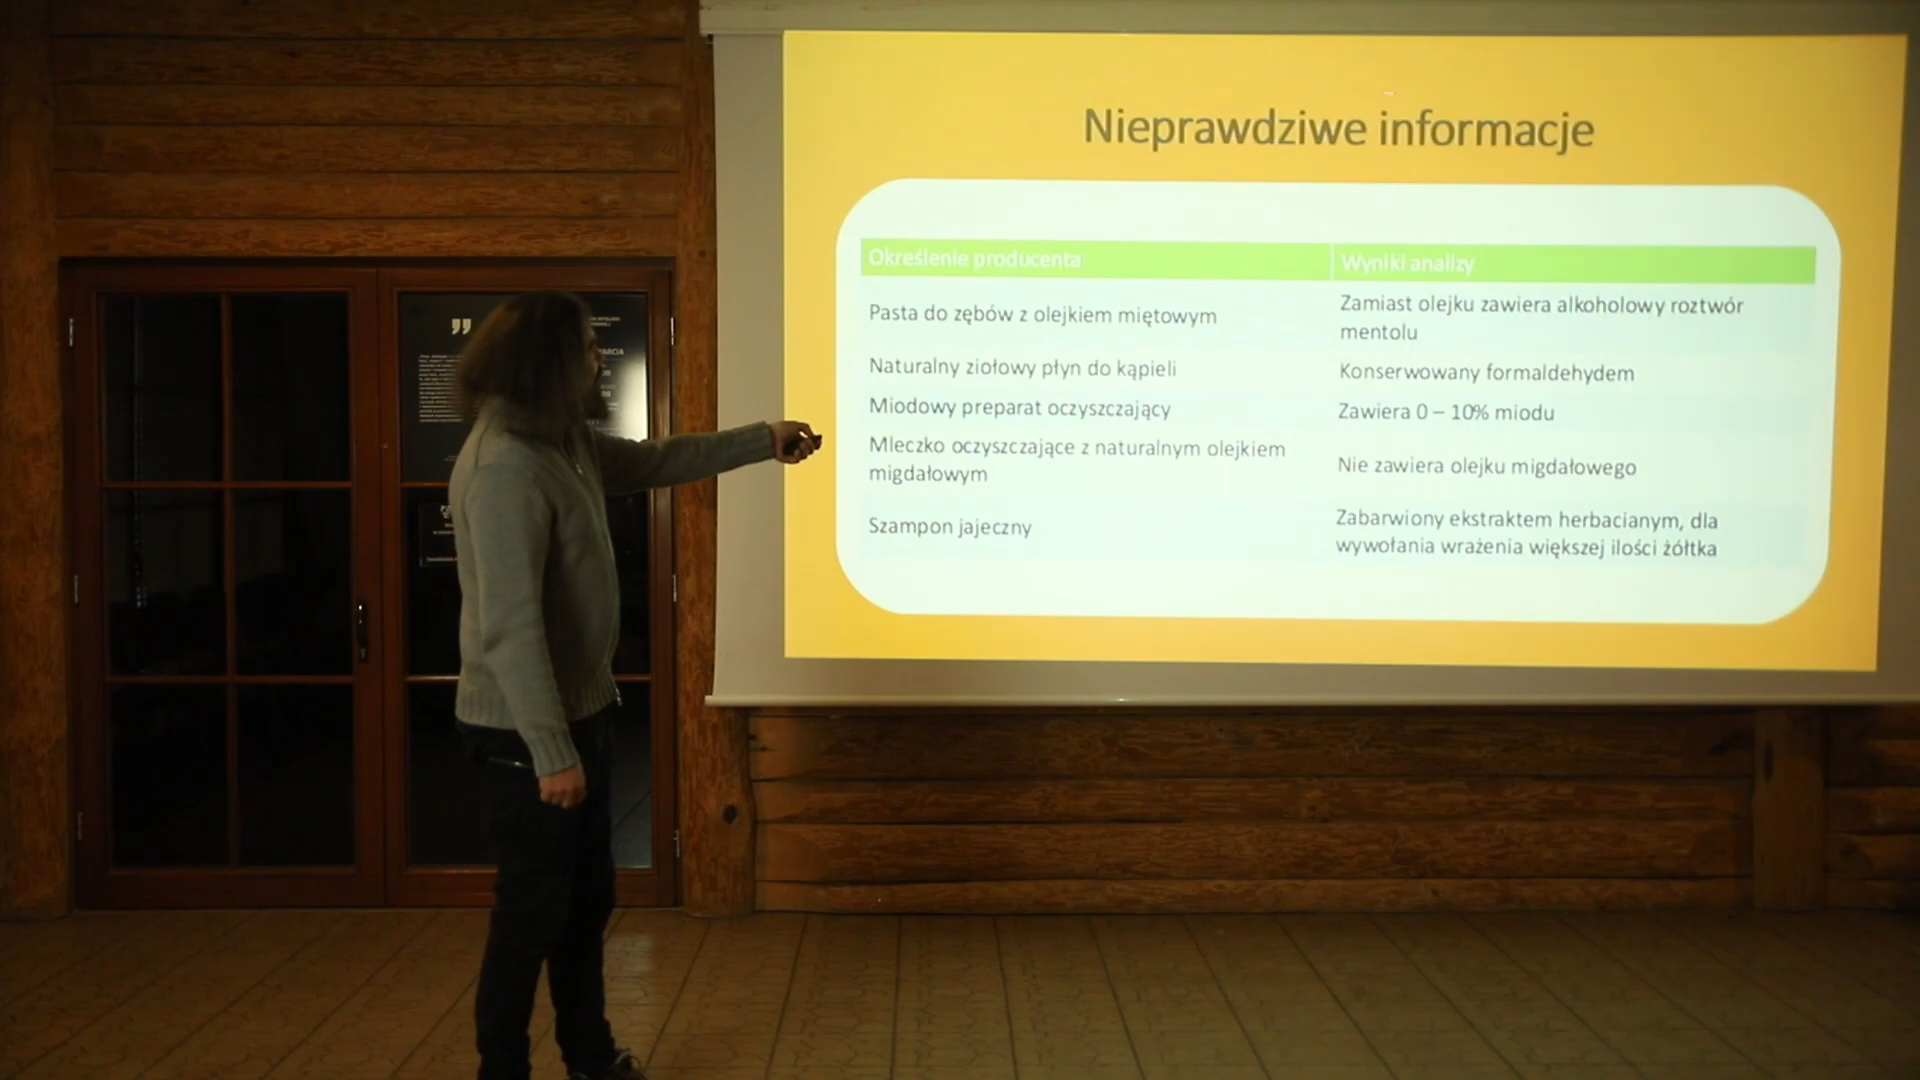 Nieprawdziwe informacje
Określenie producenta
Wyniki analizy
Pasta do zębów z olejkiem miętowym
Zamiast olejku zawiera alkoholowy roztwór
mentolu
Naturalny ziołowy płyn do kąpieli
Konserwowany formaldehydem
Miodowy preparat oczyszczający
Zawiera 0 – 10% miodu
Mleczko oczyszczające z naturalnym olejkiem
migdałowym
Nie zawiera olejku migdałowego
Szampon jajeczny
Zabarwiony ekstraktem herbacianym, dla
wywołania wrażenia większej ilości żółtka